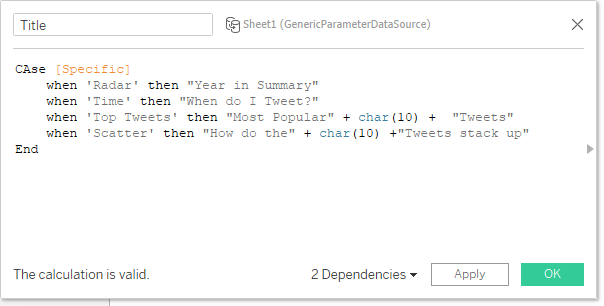 Title
Sheet1 (GenericParameterDataSource)
CAse [Specific]
when 'Radar' then "Year in Summary"
when 'Time' then "When do I Tweet?"
when 'Top Tweets' then "Most Popular" + char(10) +  "Tweets"
when 'Scatter' then "How do the" + char(10) +"Tweets stack up"
End
The calculation is valid.
2 Dependencies
Apply
OK